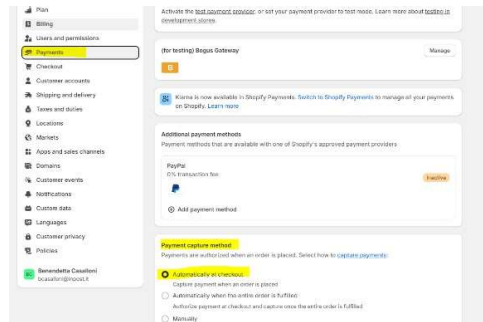 Plan
Billing
Users and permissions
Payments
Checkout
Customer accounts
Shipping and delivery
Taxes and duties
Locations
Markets
Apps and sales channels
Domains
Customer events
Notifications
Custom data
Languages
Customer privacy
Policies
Benendetta Casalloni
bcasalloni@inpost.it
Activate the test payment provider, or set your payment provider to test mode. Learn more about testing in
development stores.
(for testing) Bogus Gateway
Manage
B
Klarna is now available in Shopify Payments. Switch to Shopify Payments to manage all your payments
on Shopify. Learn more
Additional payment methods
Payment methods that are available with one of Shopify's approved payment providers
PayPal
0% transaction fee
Inactive
Add payment method
Payment capture method
Payments are authorized when an order is placed. Select how to capture payments:
Automatically at checkout
Capture payment when an order is placed
Automatically when the entire order is fulfilled
Authorize payment at checkout and capture once the entire order is fulfilled
Manually